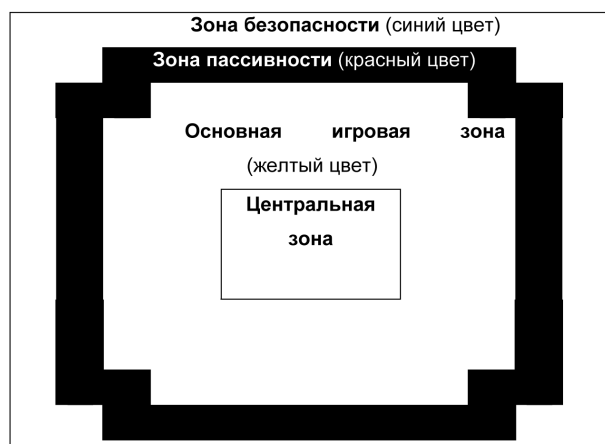 Зона безопасности (синий цвет)
Зона пассивности (красный цвет)
Основная игровая зона
(желтый цвет)
Центральная
зона